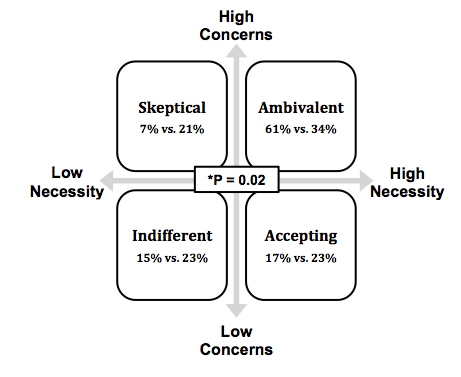 High
Concerns
Skeptical
7% vs. 21%
Ambivalent
61% vs. 34%
Low
Necessity
*P = 0.02
High
Necessity
Indifferent
15% vs. 23%
Accepting
17% vs. 23%
Low
Concerns